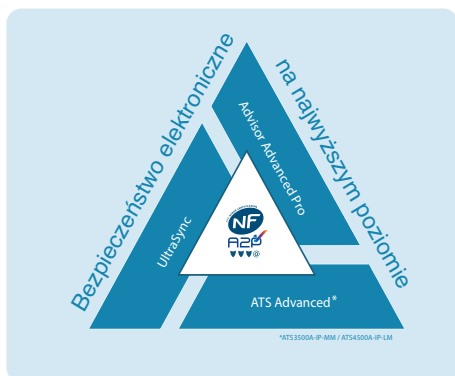 Bezpieczeństwo elektroniczne
na najwyższym poziomie
Advisor Advanced Pro
UltraSync
NF
A2P
@
ATS Advanced*
*ATS3500A-IP-MM / ATS4500A-IP-LM